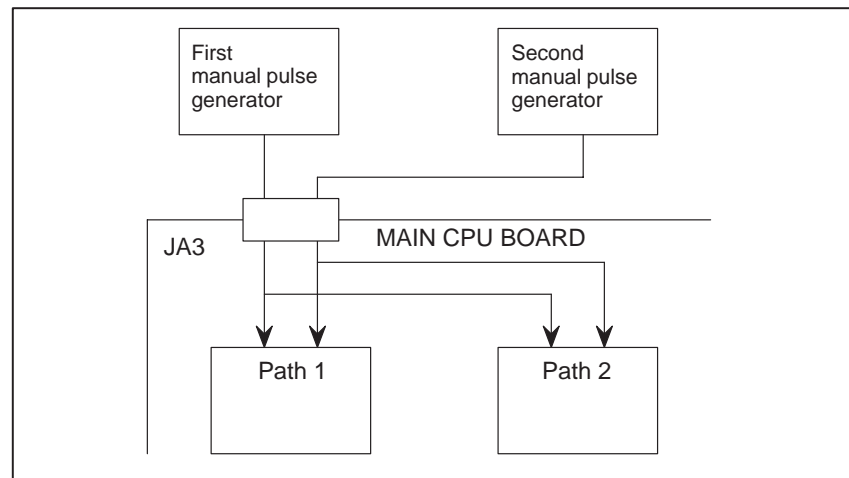 First
manual pulse
generator
Second
manual pulse
generator
JA3
MAIN CPU BOARD
Path 1
Path 2